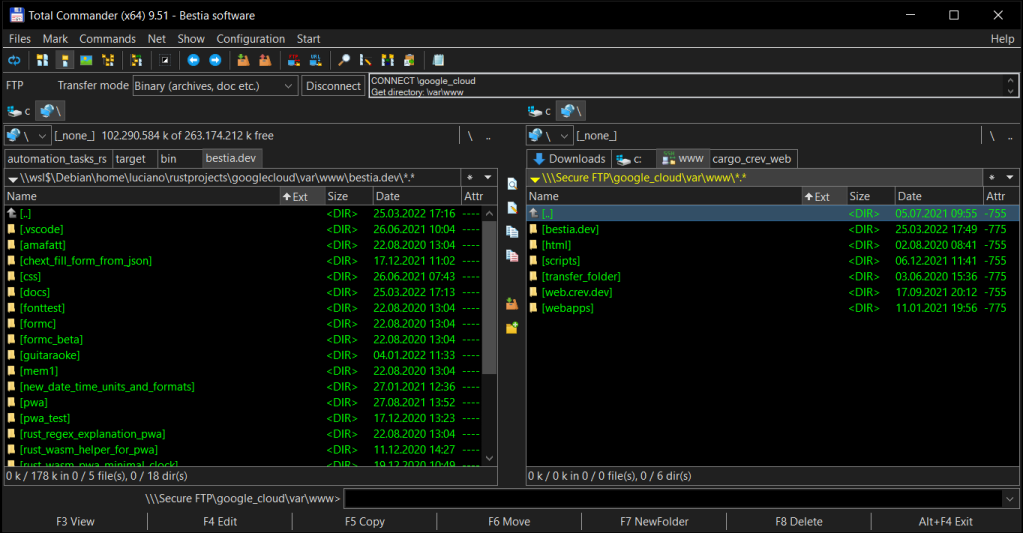 Total Commander (x64) 9.51 - Bestia software
Files Mark Commands Net Show Configuration Start Help
FTP Transfer mode Binary (archives, doc etc.) Disconnect
CONNECT \google_cloud
Get directory: \var\www
c \
c \
\ [_none_] 102.290.584 k of 263.174.212 k free \ ..
\ [_none_] \ ..
automation_tasks_rs target bin bestia.dev
Downloads c: www cargo_crev_web
\\wsl$\Debian\home\luciano\rustprojects\googlecloud\var\www\bestia.dev\*.* *
\\\Secure FTP\google_cloud\var\www\*.* *
Name Ext Size Date Attr
[..] <DIR> 25.03.2022 17:16 ----
[.vscode] <DIR> 26.06.2021 10:04 ----
[amafatt] <DIR> 22.08.2020 13:04 ----
[chext_fill_form_from_json] <DIR> 17.12.2021 11:02 ----
[css] <DIR> 26.06.2021 07:43 ----
[docs] <DIR> 25.03.2022 17:13 ----
[fonttest] <DIR> 22.08.2020 13:04 ----
[formc] <DIR> 22.08.2020 13:04 ----
[formc_beta] <DIR> 22.08.2020 13:04 ----
[guitaraoke] <DIR> 04.01.2022 11:33 ----
[mem1] <DIR> 22.08.2020 13:04 ----
[new_date_time_units_and_formats] <DIR> 27.01.2021 12:36 ----
[pwa] <DIR> 27.08.2021 13:52 ----
[pwa_test] <DIR> 17.12.2020 13:23 ----
[rust_regex_explanation_pwa] <DIR> 22.08.2020 13:04 ----
[rust_wasm_helper_for_pwa] <DIR> 11.12.2020 14:27 ----
[rust_wasm_pwa_minimal_clock] <DIR> 19.12.2020 10:49 ----
0 k / 178 k in 0 / 5 file(s), 0 / 18 dir(s)
Name Ext Size Date Attr
[..] <DIR> 05.07.2021 09:55 -755
[bestia.dev] <DIR> 25.03.2022 17:49 -775
[html] <DIR> 02.08.2020 08:41 -755
[scripts] <DIR> 06.12.2021 11:41 -755
[transfer_folder] <DIR> 03.06.2020 15:36 -775
[web.crev.dev] <DIR> 17.09.2021 20:12 -755
[webapps] <DIR> 11.01.2021 19:56 -775
0 k / 0 k in 0 / 0 file(s), 0 / 6 dir(s)
\\\Secure FTP\google_cloud\var\www>
F3 View F4 Edit F5 Copy F6 Move F7 NewFolder F8 Delete Alt+F4 Exit